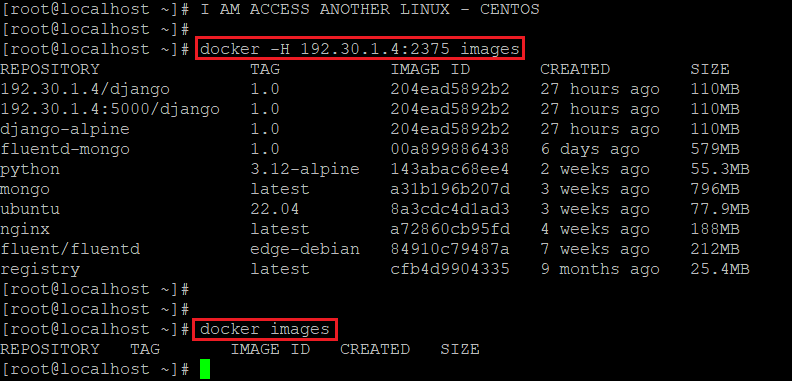 [root@localhost ~]# I AM ACCESS ANOTHER LINUX - CENTOS
[root@localhost ~]#
[root@localhost ~]# docker -H 192.30.1.4:2375 images
REPOSITORY TAG IMAGE ID CREATED SIZE
192.30.1.4/django 1.0 204ead5892b2 27 hours ago 110MB
192.30.1.4:5000/django 1.0 204ead5892b2 27 hours ago 110MB
django-alpine 1.0 204ead5892b2 27 hours ago 110MB
fluentd-mongo 1.0 00a899886438 6 days ago 579MB
python 3.12-alpine 143abac68ee4 2 weeks ago 55.3MB
mongo latest a31b196b207d 3 weeks ago 796MB
ubuntu 22.04 8a3cdc4d1ad3 3 weeks ago 77.9MB
nginx latest a72860cb95fd 4 weeks ago 188MB
fluent/fluentd edge-debian 84910c79487a 7 weeks ago 212MB
registry latest cfb4d9904335 9 months ago 25.4MB
[root@localhost ~]#
[root@localhost ~]#
[root@localhost ~]# docker images
REPOSITORY TAG IMAGE ID CREATED SIZE
[root@localhost ~]#